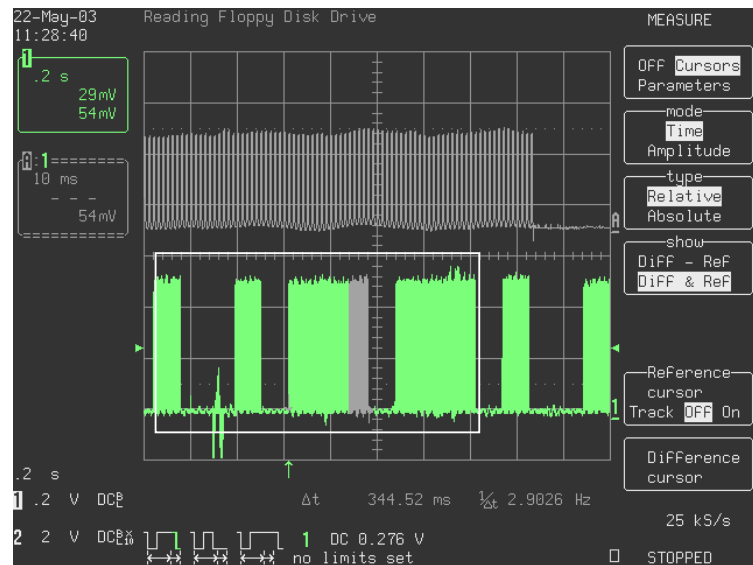 22-May-03
11:28:40
Reading Floppy Disk Drive
MEASURE
1
.2 s
29mV
54mV
A:1
10 ms
- - -
54mV
OFF Cursors
Parameters
mode
Time
Amplitude
type
Relative
Absolute
show
Diff - Ref
Diff & Ref
A
Reference
cursor
Track OFF On
1
Difference
cursor
.2 s
1 .2 V DC
Δt 344.52 ms 1/Δt 2.9026 Hz
25 kS/s
2 2 V DC
1 DC 0.276 V
no limits set
STOPPED